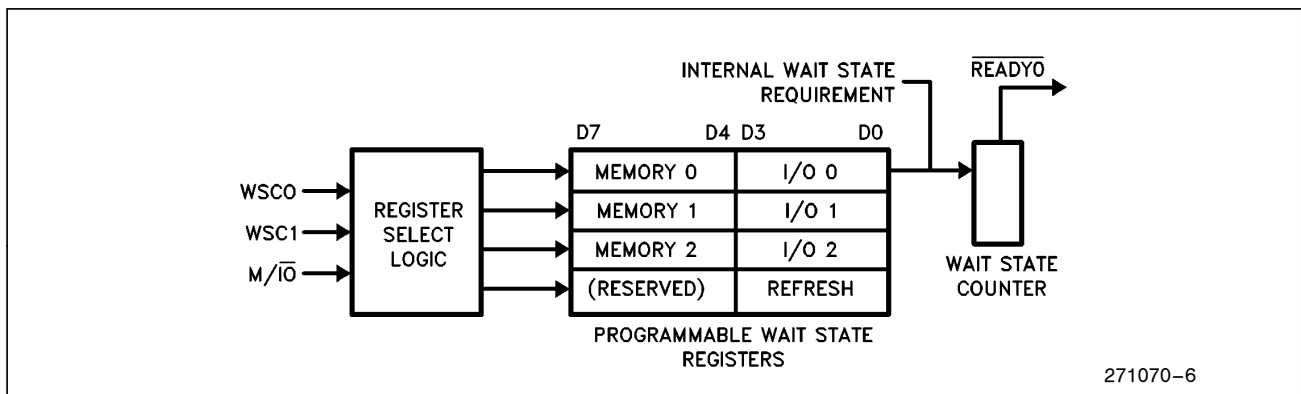 INTERNAL WAIT STATE
REQUIREMENT
READYO
D7 D4 D3 D0
WSC0
WSC1
M/IO
REGISTER
SELECT
LOGIC
MEMORY 0 I/O 0
MEMORY 1 I/O 1
MEMORY 2 I/O 2
(RESERVED) REFRESH
WAIT STATE
COUNTER
PROGRAMMABLE WAIT STATE
REGISTERS
271070-6